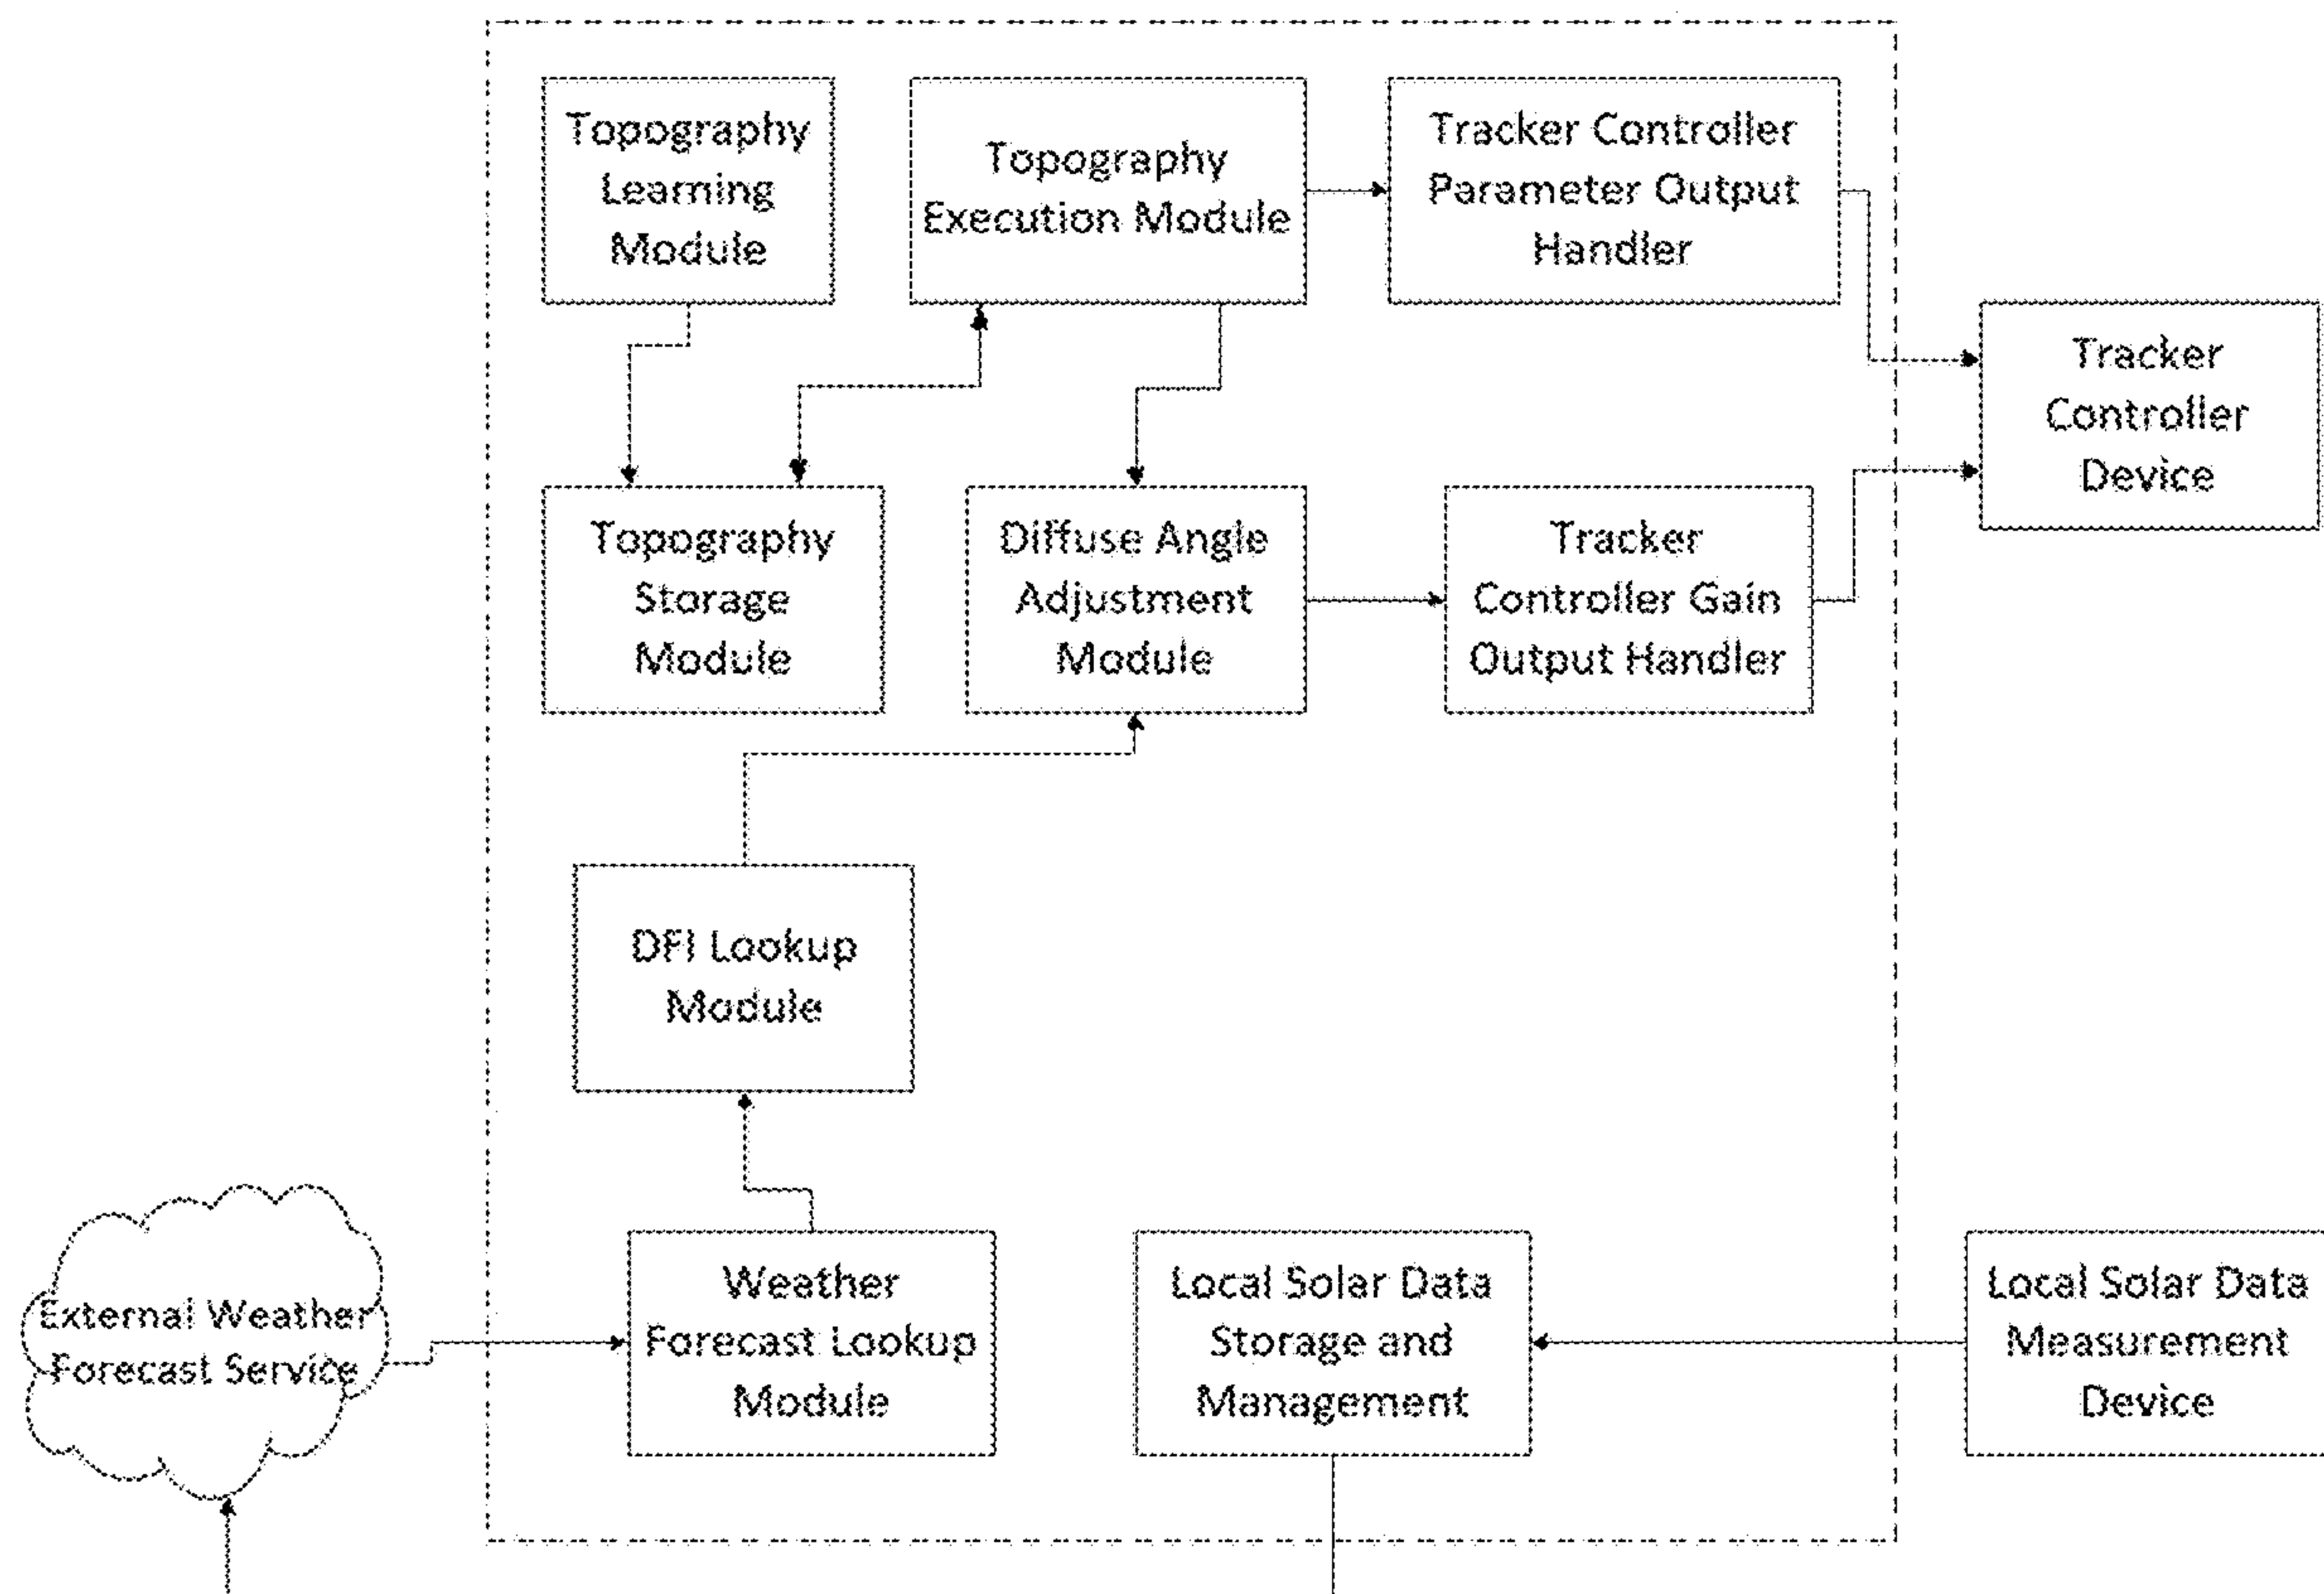 Topography
Learning
Module
Topography
Execution Module
Tracker Controller
Parameter Output
Handler
Tracker
Controller
Device
Topography
Storage
Module
Diffuse Angle
Adjustment
Module
Tracker
Controller Gain
Output Handler
DFI Lookup
Module
External Weather
Forecast Service
Weather
Forecast Lookup
Module
Local Solar Data
Storage and
Management
Local Solar Data
Measurement
Device